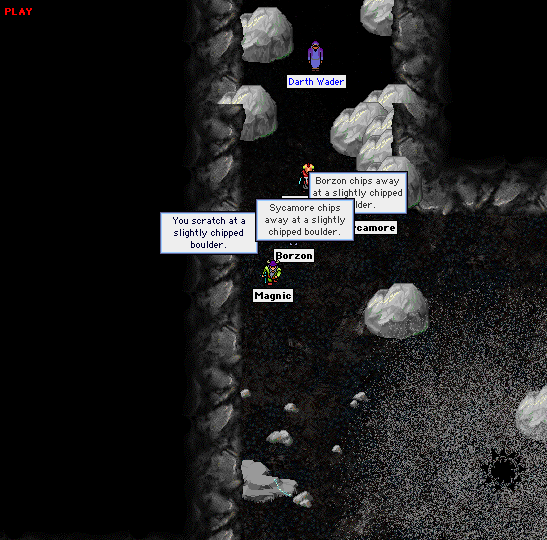 PLAY
Darth Wader
Borzon chips away
at a slightly chipped
Sycamore chips
away at a slightly
chipped boulder.
You scratch at a
slightly chipped
boulder.
Borzon
Magnic